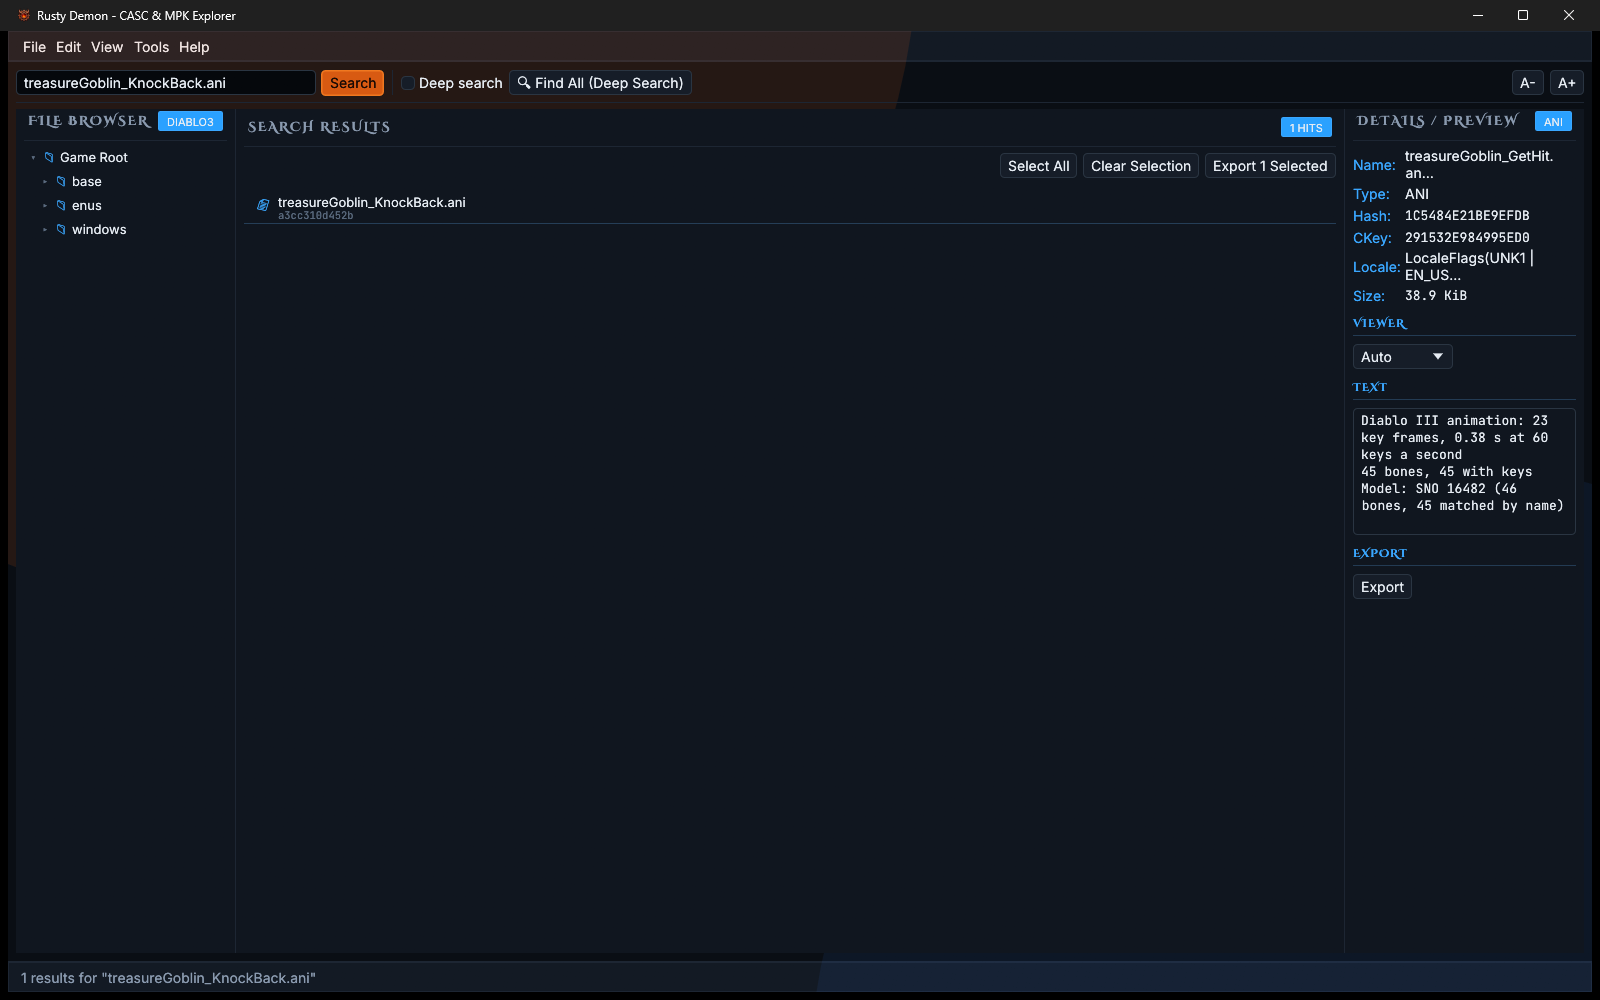 Rusty Demon - CASC & MPK Explorer
File Edit View Tools Help
treasureGoblin_KnockBack.ani Search Deep search Find All (Deep Search) A- A+
FILE BROWSER DIABLO3
Game Root
base
enus
windows
SEARCH RESULTS 1 HITS
Select All Clear Selection Export 1 Selected
treasureGoblin_KnockBack.ani
a3cc310d452b
DETAILS / PREVIEW ANI
Name: treasureGoblin_GetHit.
an...
Type: ANI
Hash: 1C5484E21BE9EFDB
CKey: 291532E984995ED0
Locale: LocaleFlags(UNK1 |
EN_US...
Size: 38.9 KiB
VIEWER
Auto
TEXT
Diablo III animation: 23
key frames, 0.38 s at 60
keys a second
45 bones, 45 with keys
Model: SNO 16482 (46
bones, 45 matched by name)
EXPORT
Export
1 results for "treasureGoblin_KnockBack.ani"